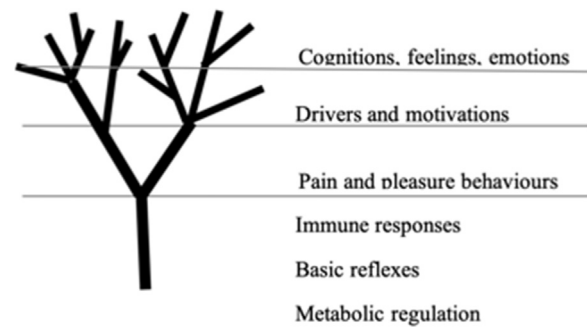 Cognitions, feelings, emotions
Drivers and motivations
Pain and pleasure behaviours
Immune responses
Basic reflexes
Metabolic regulation